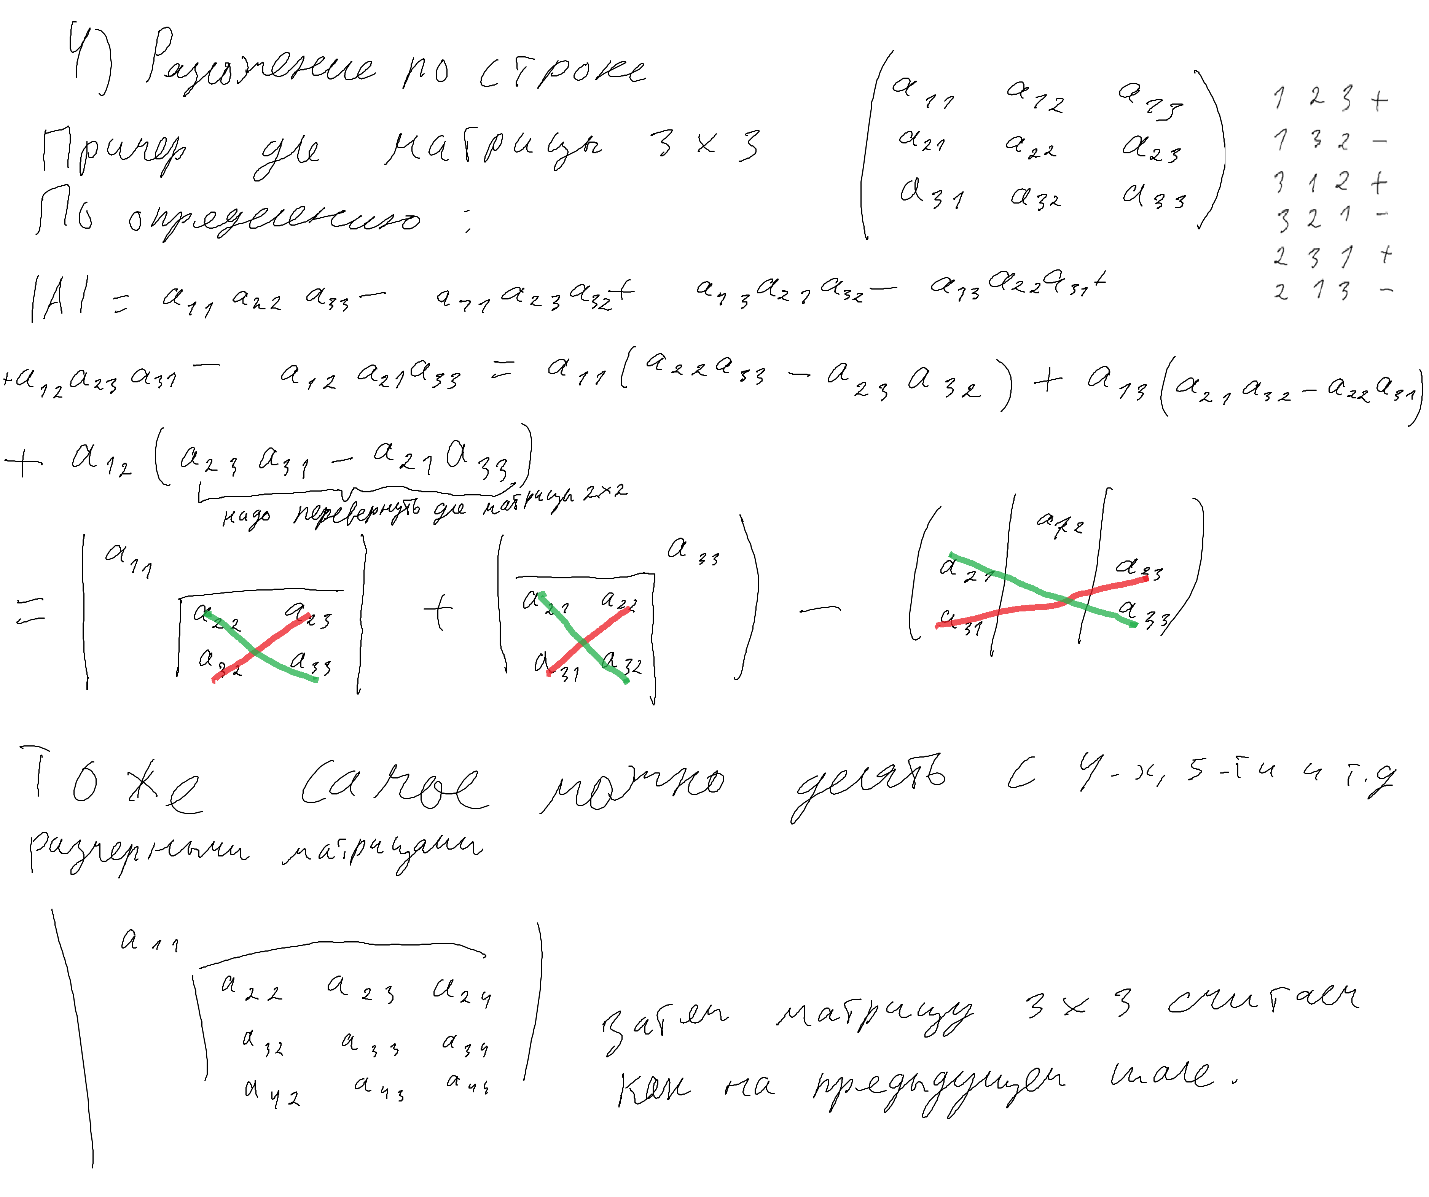 4) Разложение по строке
Пример для матрицы 3 x 3
По определению :
a11 a12 a13
a21 a22 a23
a31 a32 a33
1 2 3 +
1 3 2 −
3 1 2 +
3 2 1 −
2 3 1 +
2 1 3 −
|A| = a11 a22 a33 − a11 a23 a32 + a13 a21 a32 − a13 a22 a31 +
+ a12 a23 a31 − a12 a21 a33 = a11 ( a22 a33 − a23 a32 ) + a13 ( a21 a32 − a22 a31 )
+ a12 ( a23 a31 − a21 a33 )
надо перевернуть для матрицы 2x2
= | a11 | + | a33 ) − ( a12 )
a22 a23
a32 a33
a21 a22
a31 a32
a21 a23
a31 a33
Тоже самое можно делать с 4-х, 5-ти и т.д
размерными матрицами
a11
a22 a23 a24
a32 a33 a34
a42 a43 a44
Затем матрицу 3 x 3 считаем
как на предыдущем шаге.